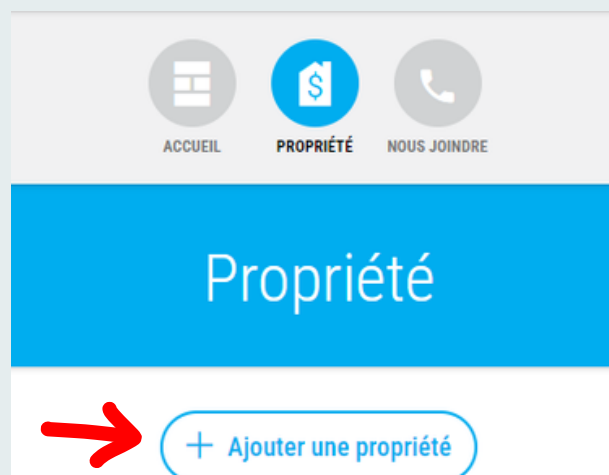 ACCUEIL PROPRIÉTÉ NOUS JOINDRE
Propriété
+ Ajouter une propriété